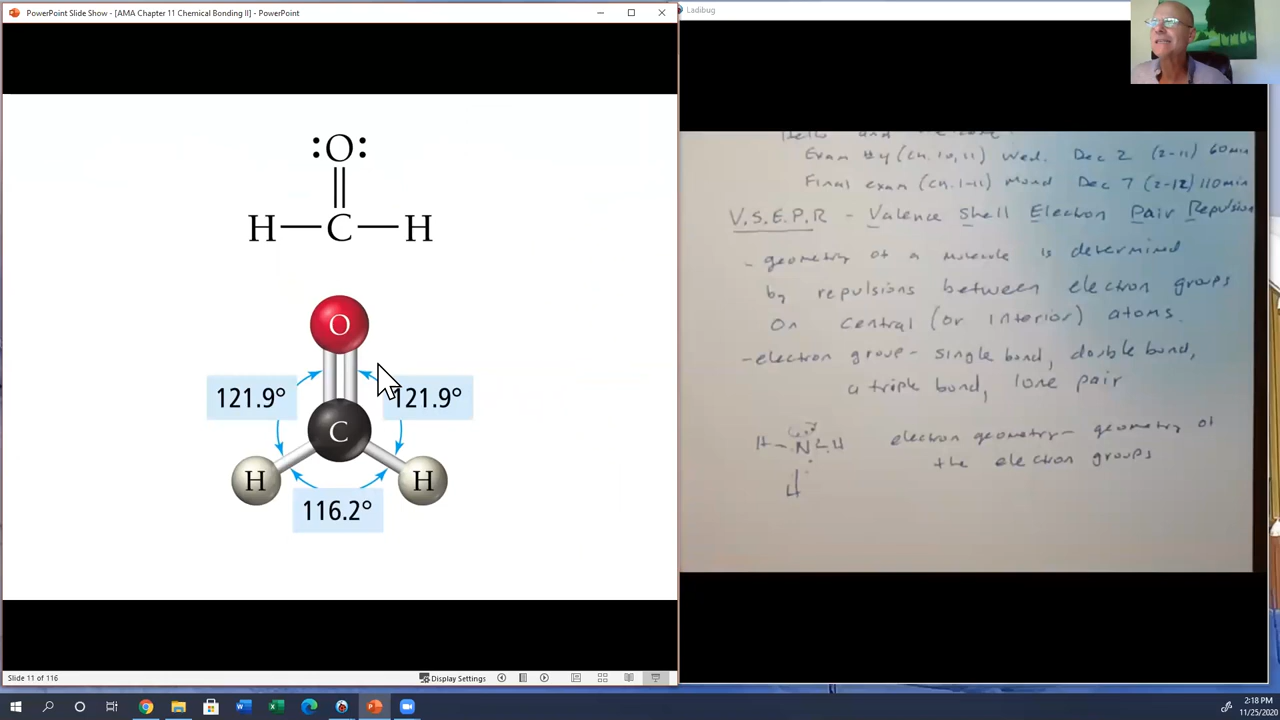 PowerPoint Slide Show - [AMA Chapter 11 Chemical Bonding II] - PowerPoint
:O:
H—C—H
O
121.9°
121.9°
C
H
H
116.2°
Slide 11 of 116
Display Settings
Ladibug
Hello and
Exam #4 (Ch. 10, 11) Wed. Dec 2 (2-11) 60min
Final exam (Ch. 1-11) Mond Dec 7 (2-12) 110min
V.S.E.P.R - Valence Shell Electron Pair Repulsion
- geometry of a molecule is determined
by repulsions between electron groups
on central (or interior) atoms.
- electron group - single bond, double bond,
a triple bond, lone pair
H-N H
H
electron geometry - geometry of
the electron groups
2:18 PM
11/25/2020